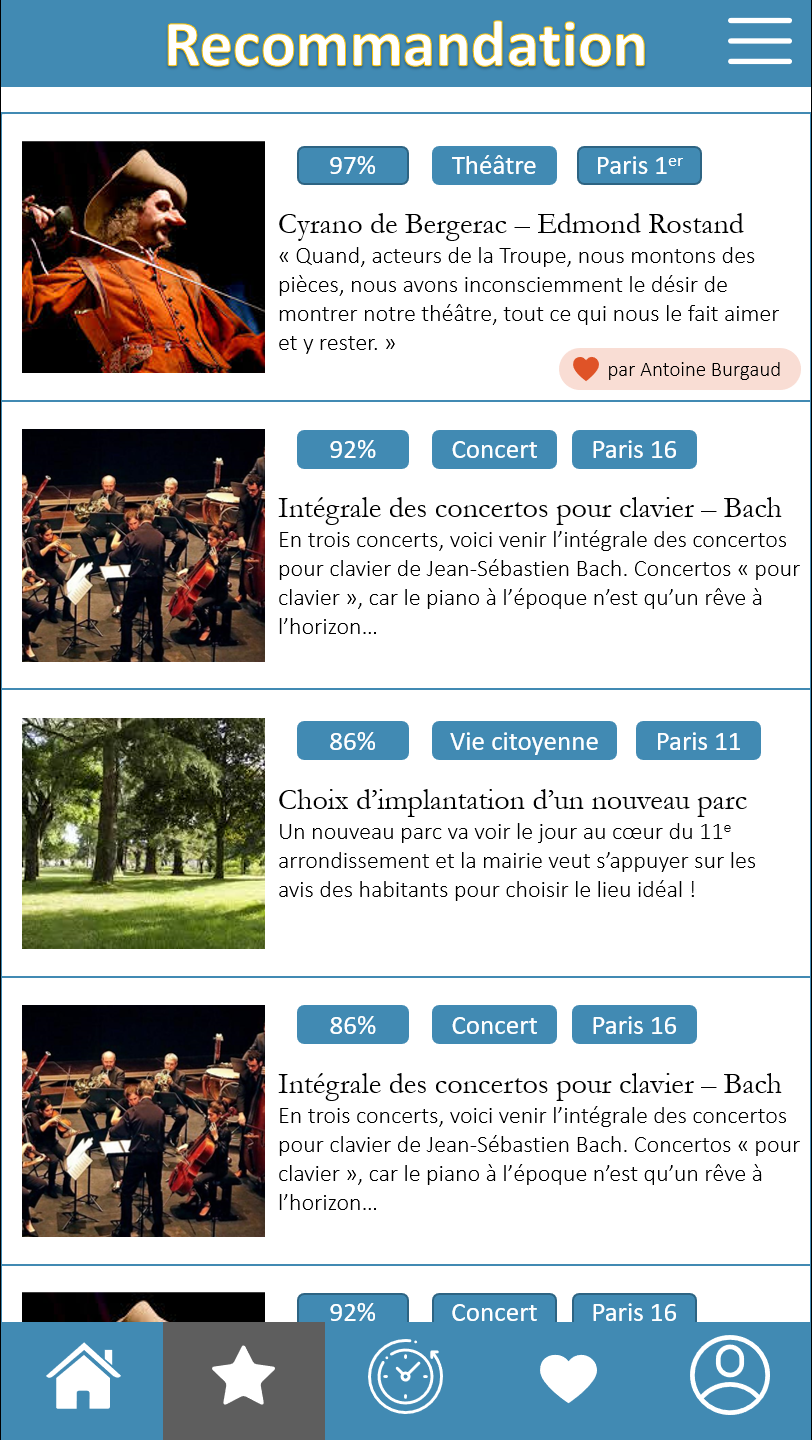 Recommandation
97% Théâtre Paris 1er
Cyrano de Bergerac – Edmond Rostand
« Quand, acteurs de la Troupe, nous montons des
pièces, nous avons inconsciemment le désir de
montrer notre théâtre, tout ce qui nous le fait aimer
et y rester. »
par Antoine Burgaud
92% Concert Paris 16
Intégrale des concertos pour clavier – Bach
En trois concerts, voici venir l’intégrale des concertos
pour clavier de Jean-Sébastien Bach. Concertos « pour
clavier », car le piano à l’époque n’est qu’un rêve à
l’horizon…
86% Vie citoyenne Paris 11
Choix d’implantation d’un nouveau parc
Un nouveau parc va voir le jour au cœur du 11e
arrondissement et la mairie veut s’appuyer sur les
avis des habitants pour choisir le lieu idéal !
86% Concert Paris 16
Intégrale des concertos pour clavier – Bach
En trois concerts, voici venir l’intégrale des concertos
pour clavier de Jean-Sébastien Bach. Concertos « pour
clavier », car le piano à l’époque n’est qu’un rêve à
l’horizon…
92% Concert Paris 16